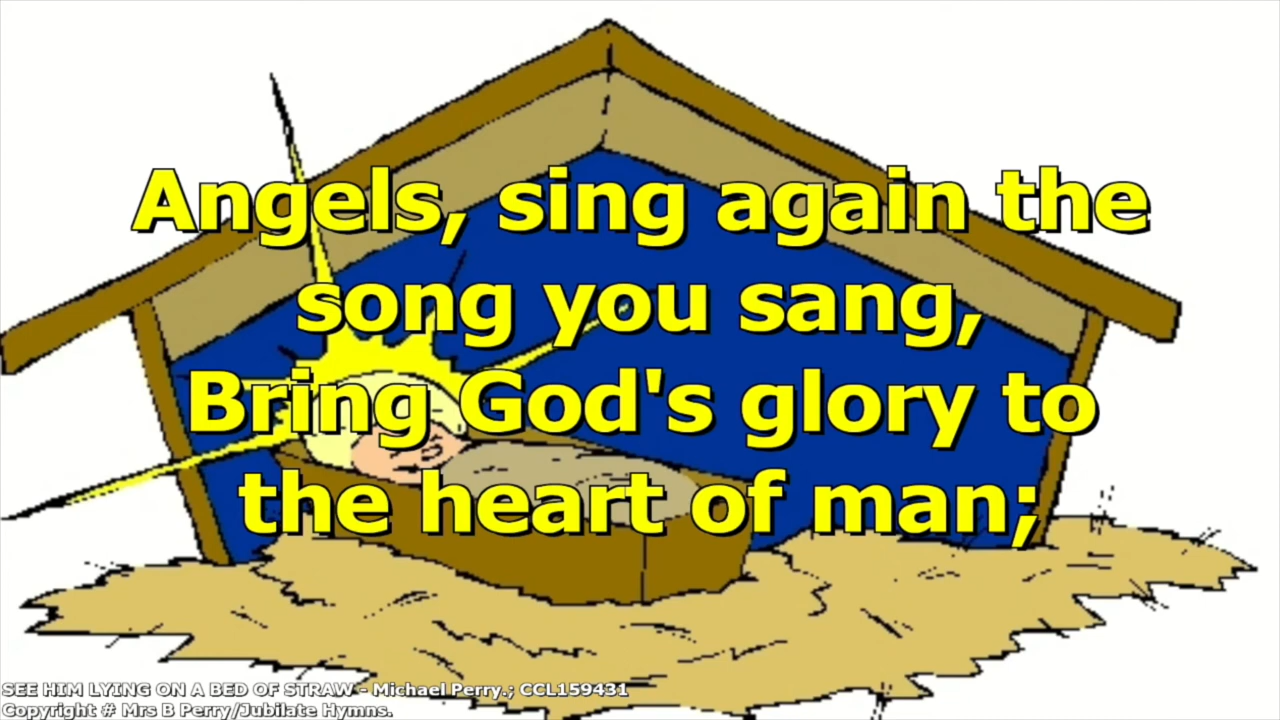 Angels, sing again the
song you sang,
Bring God's glory to
the heart of man;
SEE HIM LYING ON A BED OF STRAW - Michael Perry.; CCL159431
Copyright # Mrs B Perry/Jubilate Hymns.